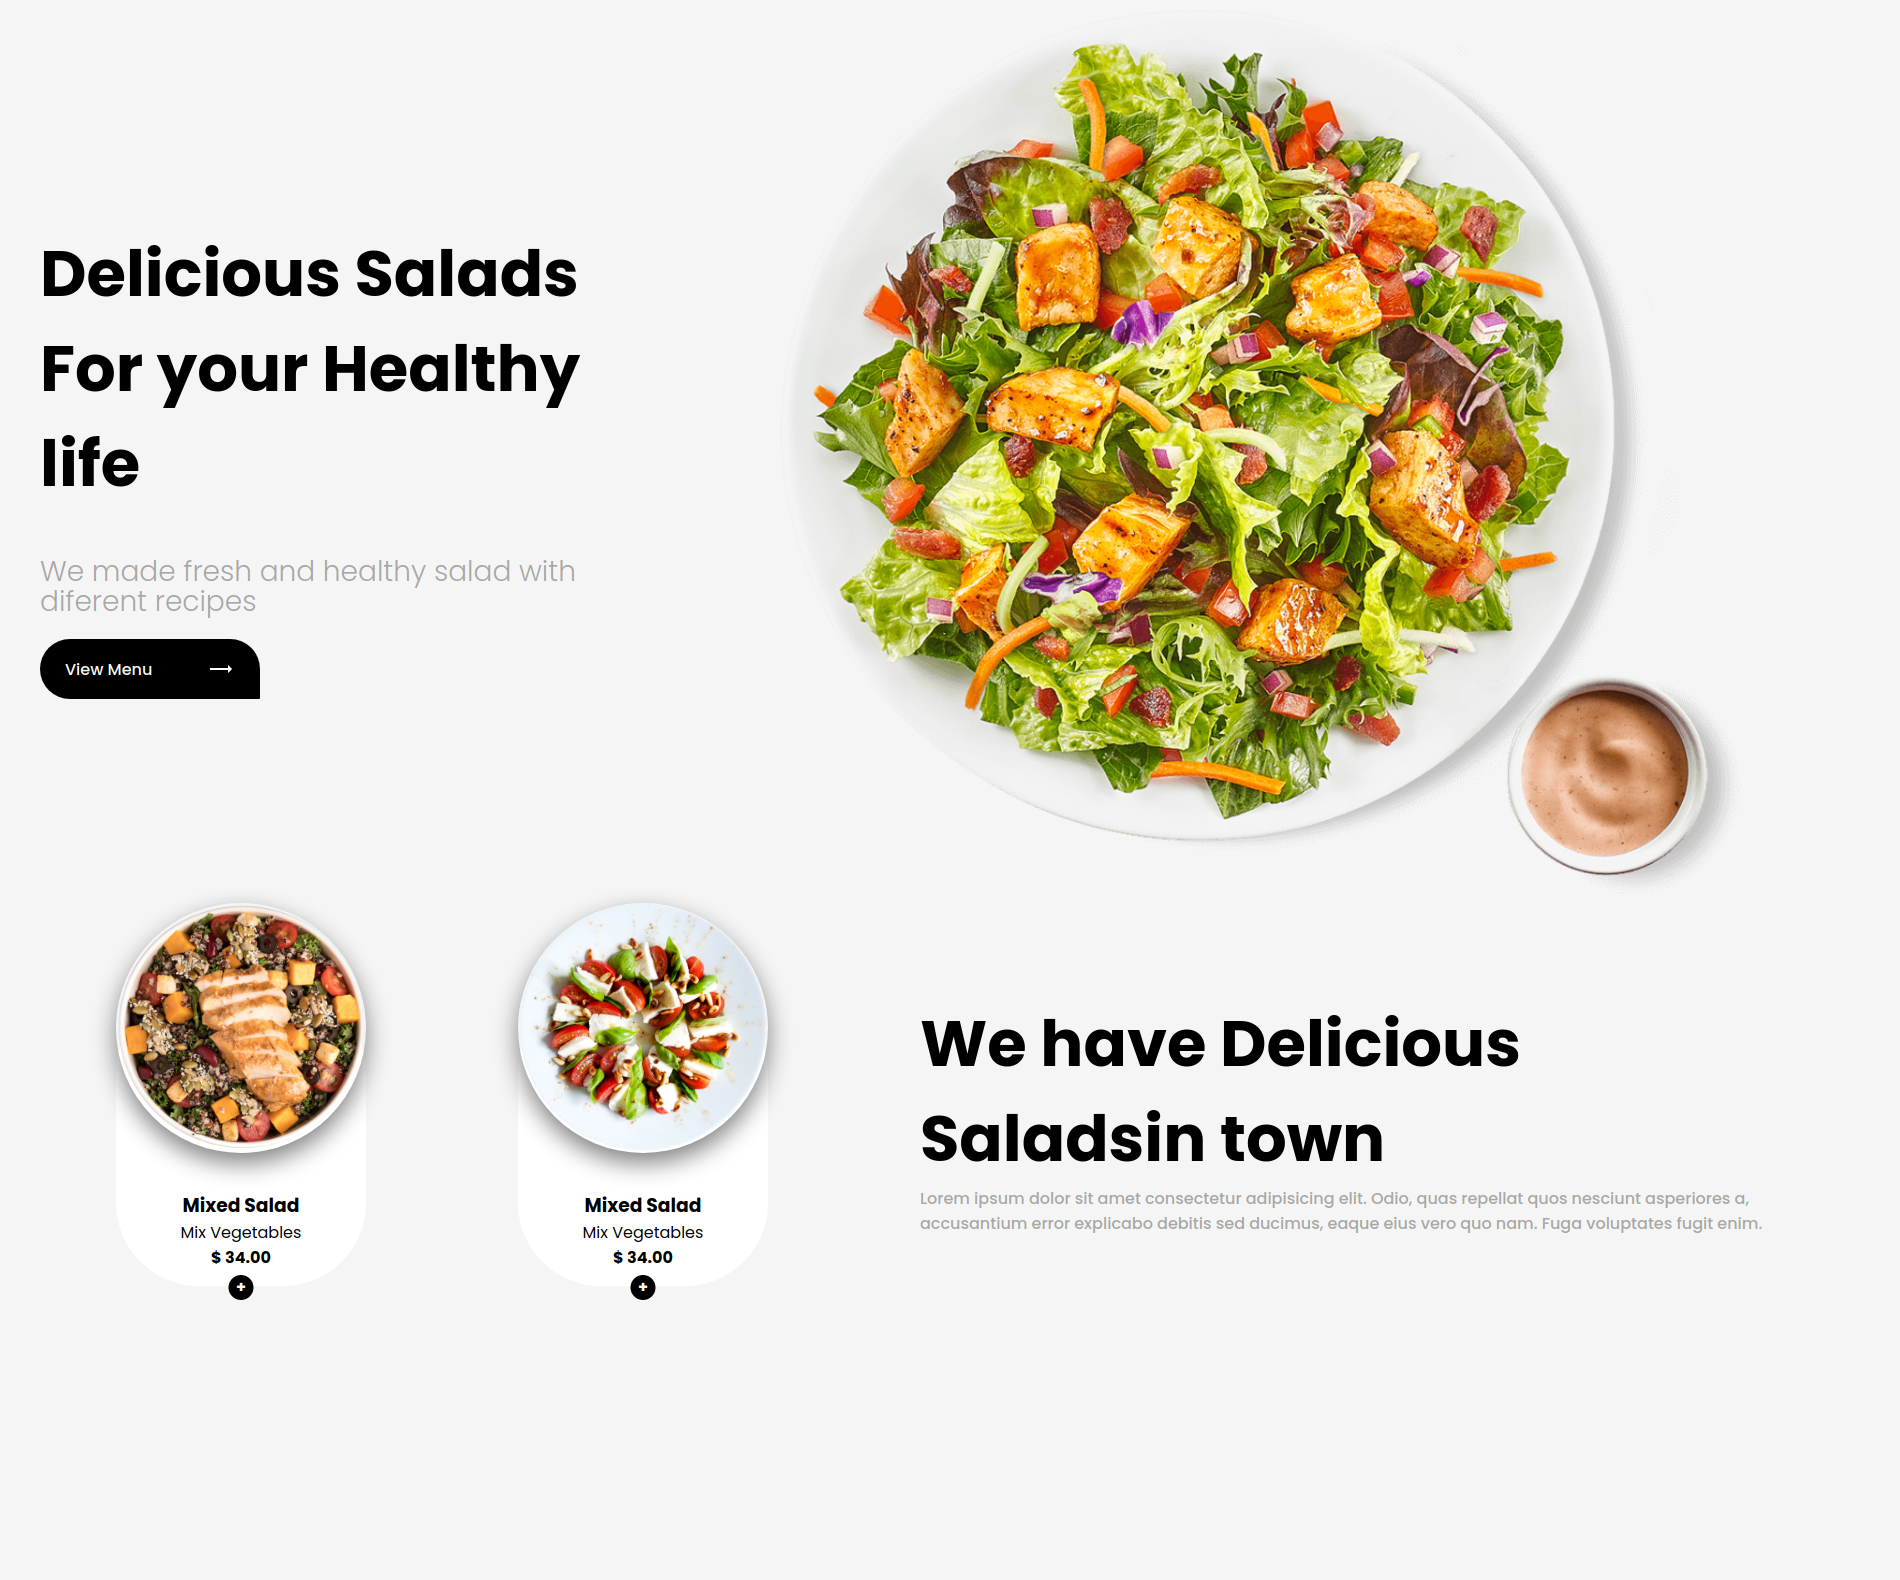 Delicious Salads
For your Healthy
life
We made fresh and healthy salad with
diferent recipes
View Menu
Mixed Salad
Mix Vegetables
$ 34.00
+
Mixed Salad
Mix Vegetables
$ 34.00
+
We have Delicious
Saladsin town
Lorem ipsum dolor sit amet consectetur adipisicing elit. Odio, quas repellat quos nesciunt asperiores a,
accusantium error explicabo debitis sed ducimus, eaque eius vero quo nam. Fuga voluptates fugit enim.